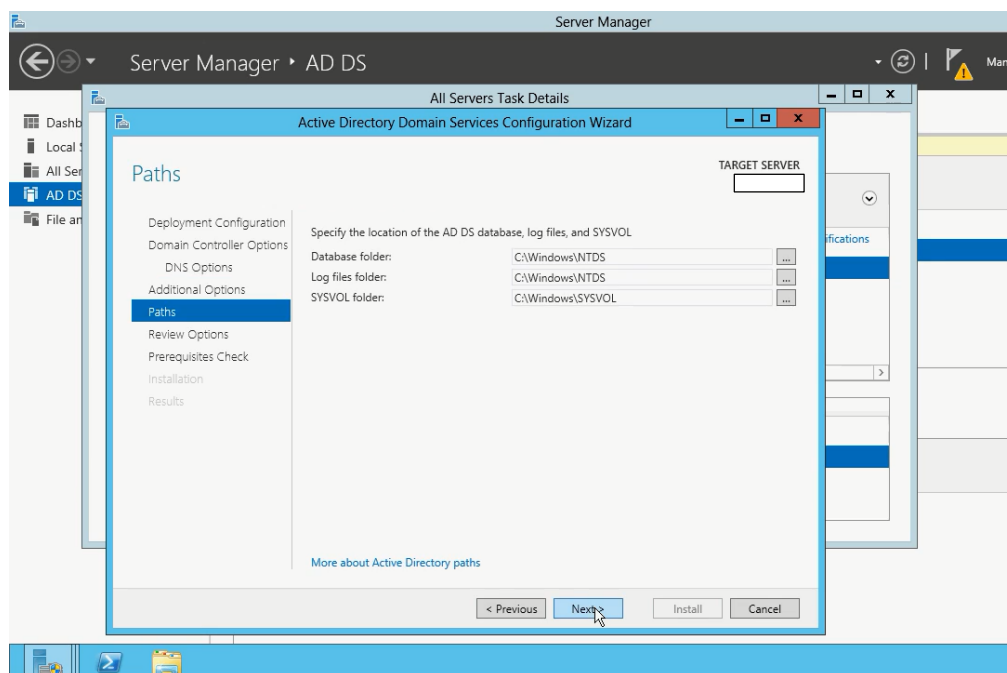 Server Manager
Server Manager ‣ AD DS
All Servers Task Details
Active Directory Domain Services Configuration Wizard
Paths
TARGET SERVER
Deployment Configuration
Domain Controller Options
DNS Options
Additional Options
Paths
Review Options
Prerequisites Check
Installation
Results
Specify the location of the AD DS database, log files, and SYSVOL
Database folder: C:\Windows\NTDS ...
Log files folder: C:\Windows\NTDS ...
SYSVOL folder: C:\Windows\SYSVOL ...
More about Active Directory paths
< Previous Next > Install Cancel
Dashb
Local
All Ser
AD DS
File an